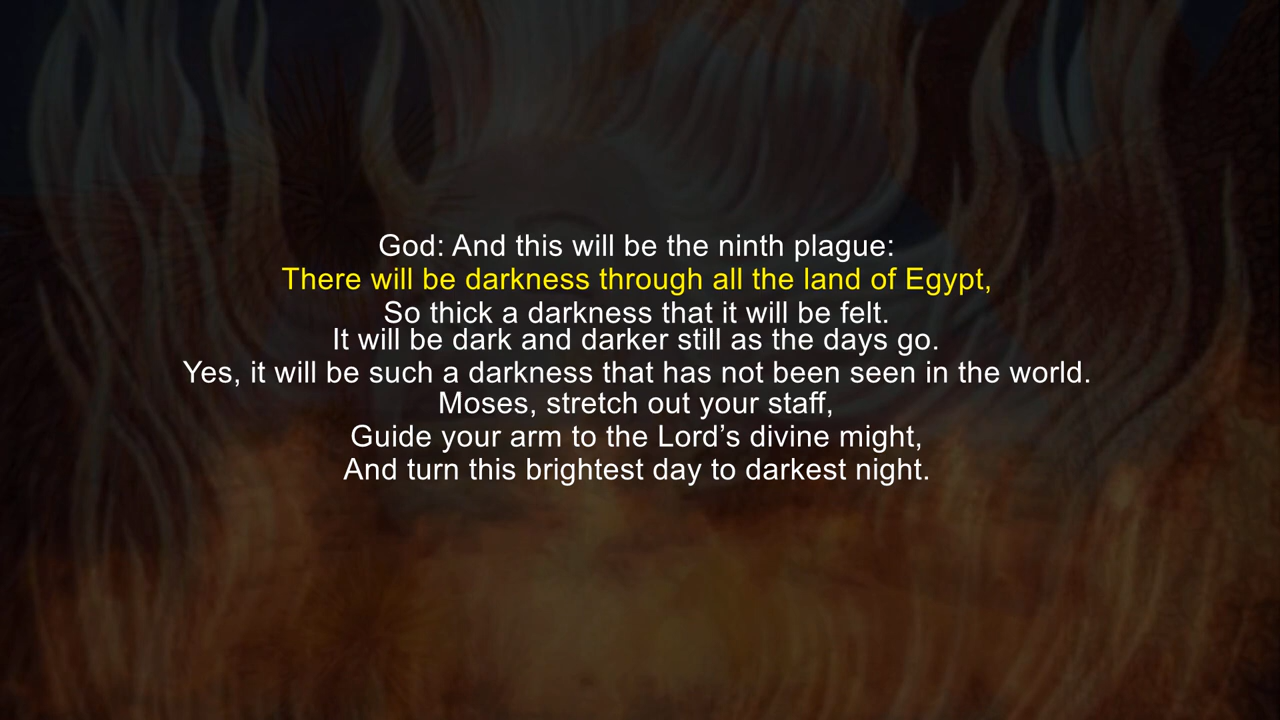 God: And this will be the ninth plague:
There will be darkness through all the land of Egypt,
So thick a darkness that it will be felt.
It will be dark and darker still as the days go.
Yes, it will be such a darkness that has not been seen in the world.
Moses, stretch out your staff,
Guide your arm to the Lord’s divine might,
And turn this brightest day to darkest night.